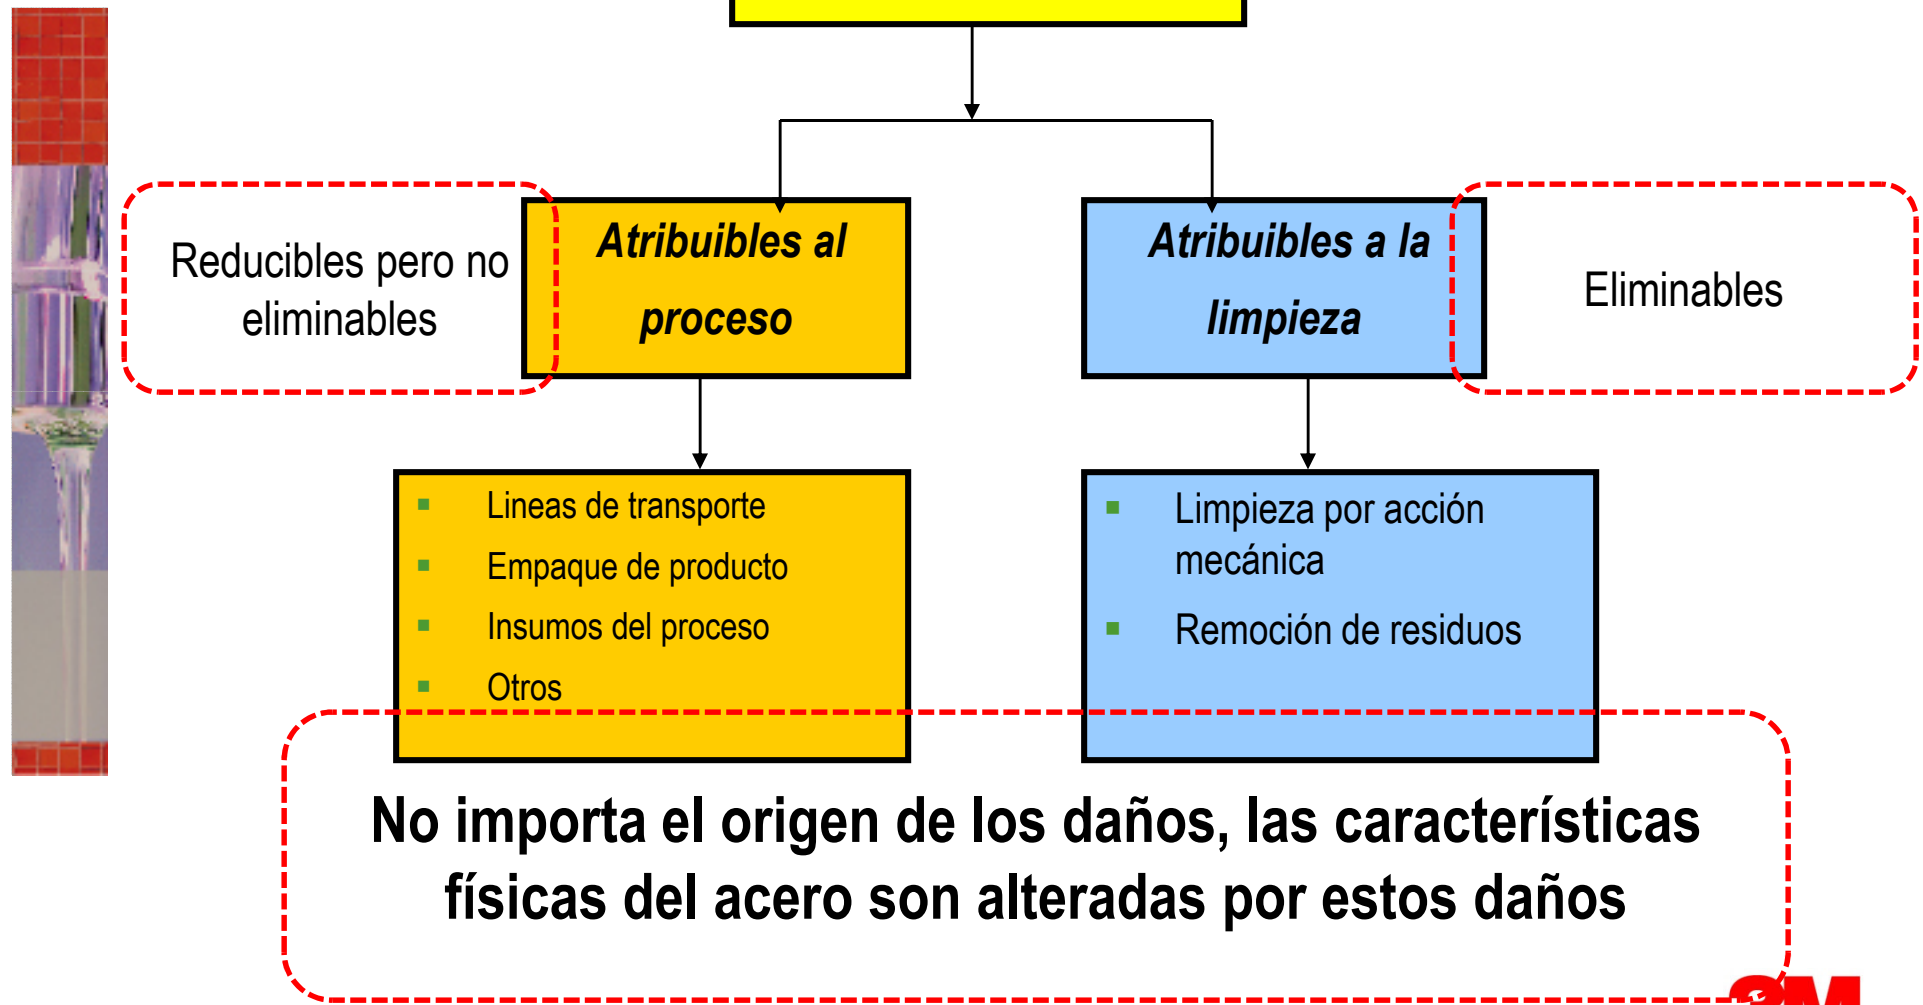 Reducibles pero no
eliminables
Atribuibles al
proceso
Atribuibles a la
limpieza
Eliminables
Lineas de transporte
Empaque de producto
Insumos del proceso
Otros
Limpieza por acción
mecánica
Remoción de residuos
No importa el origen de los daños, las características
físicas del acero son alteradas por estos daños
3M